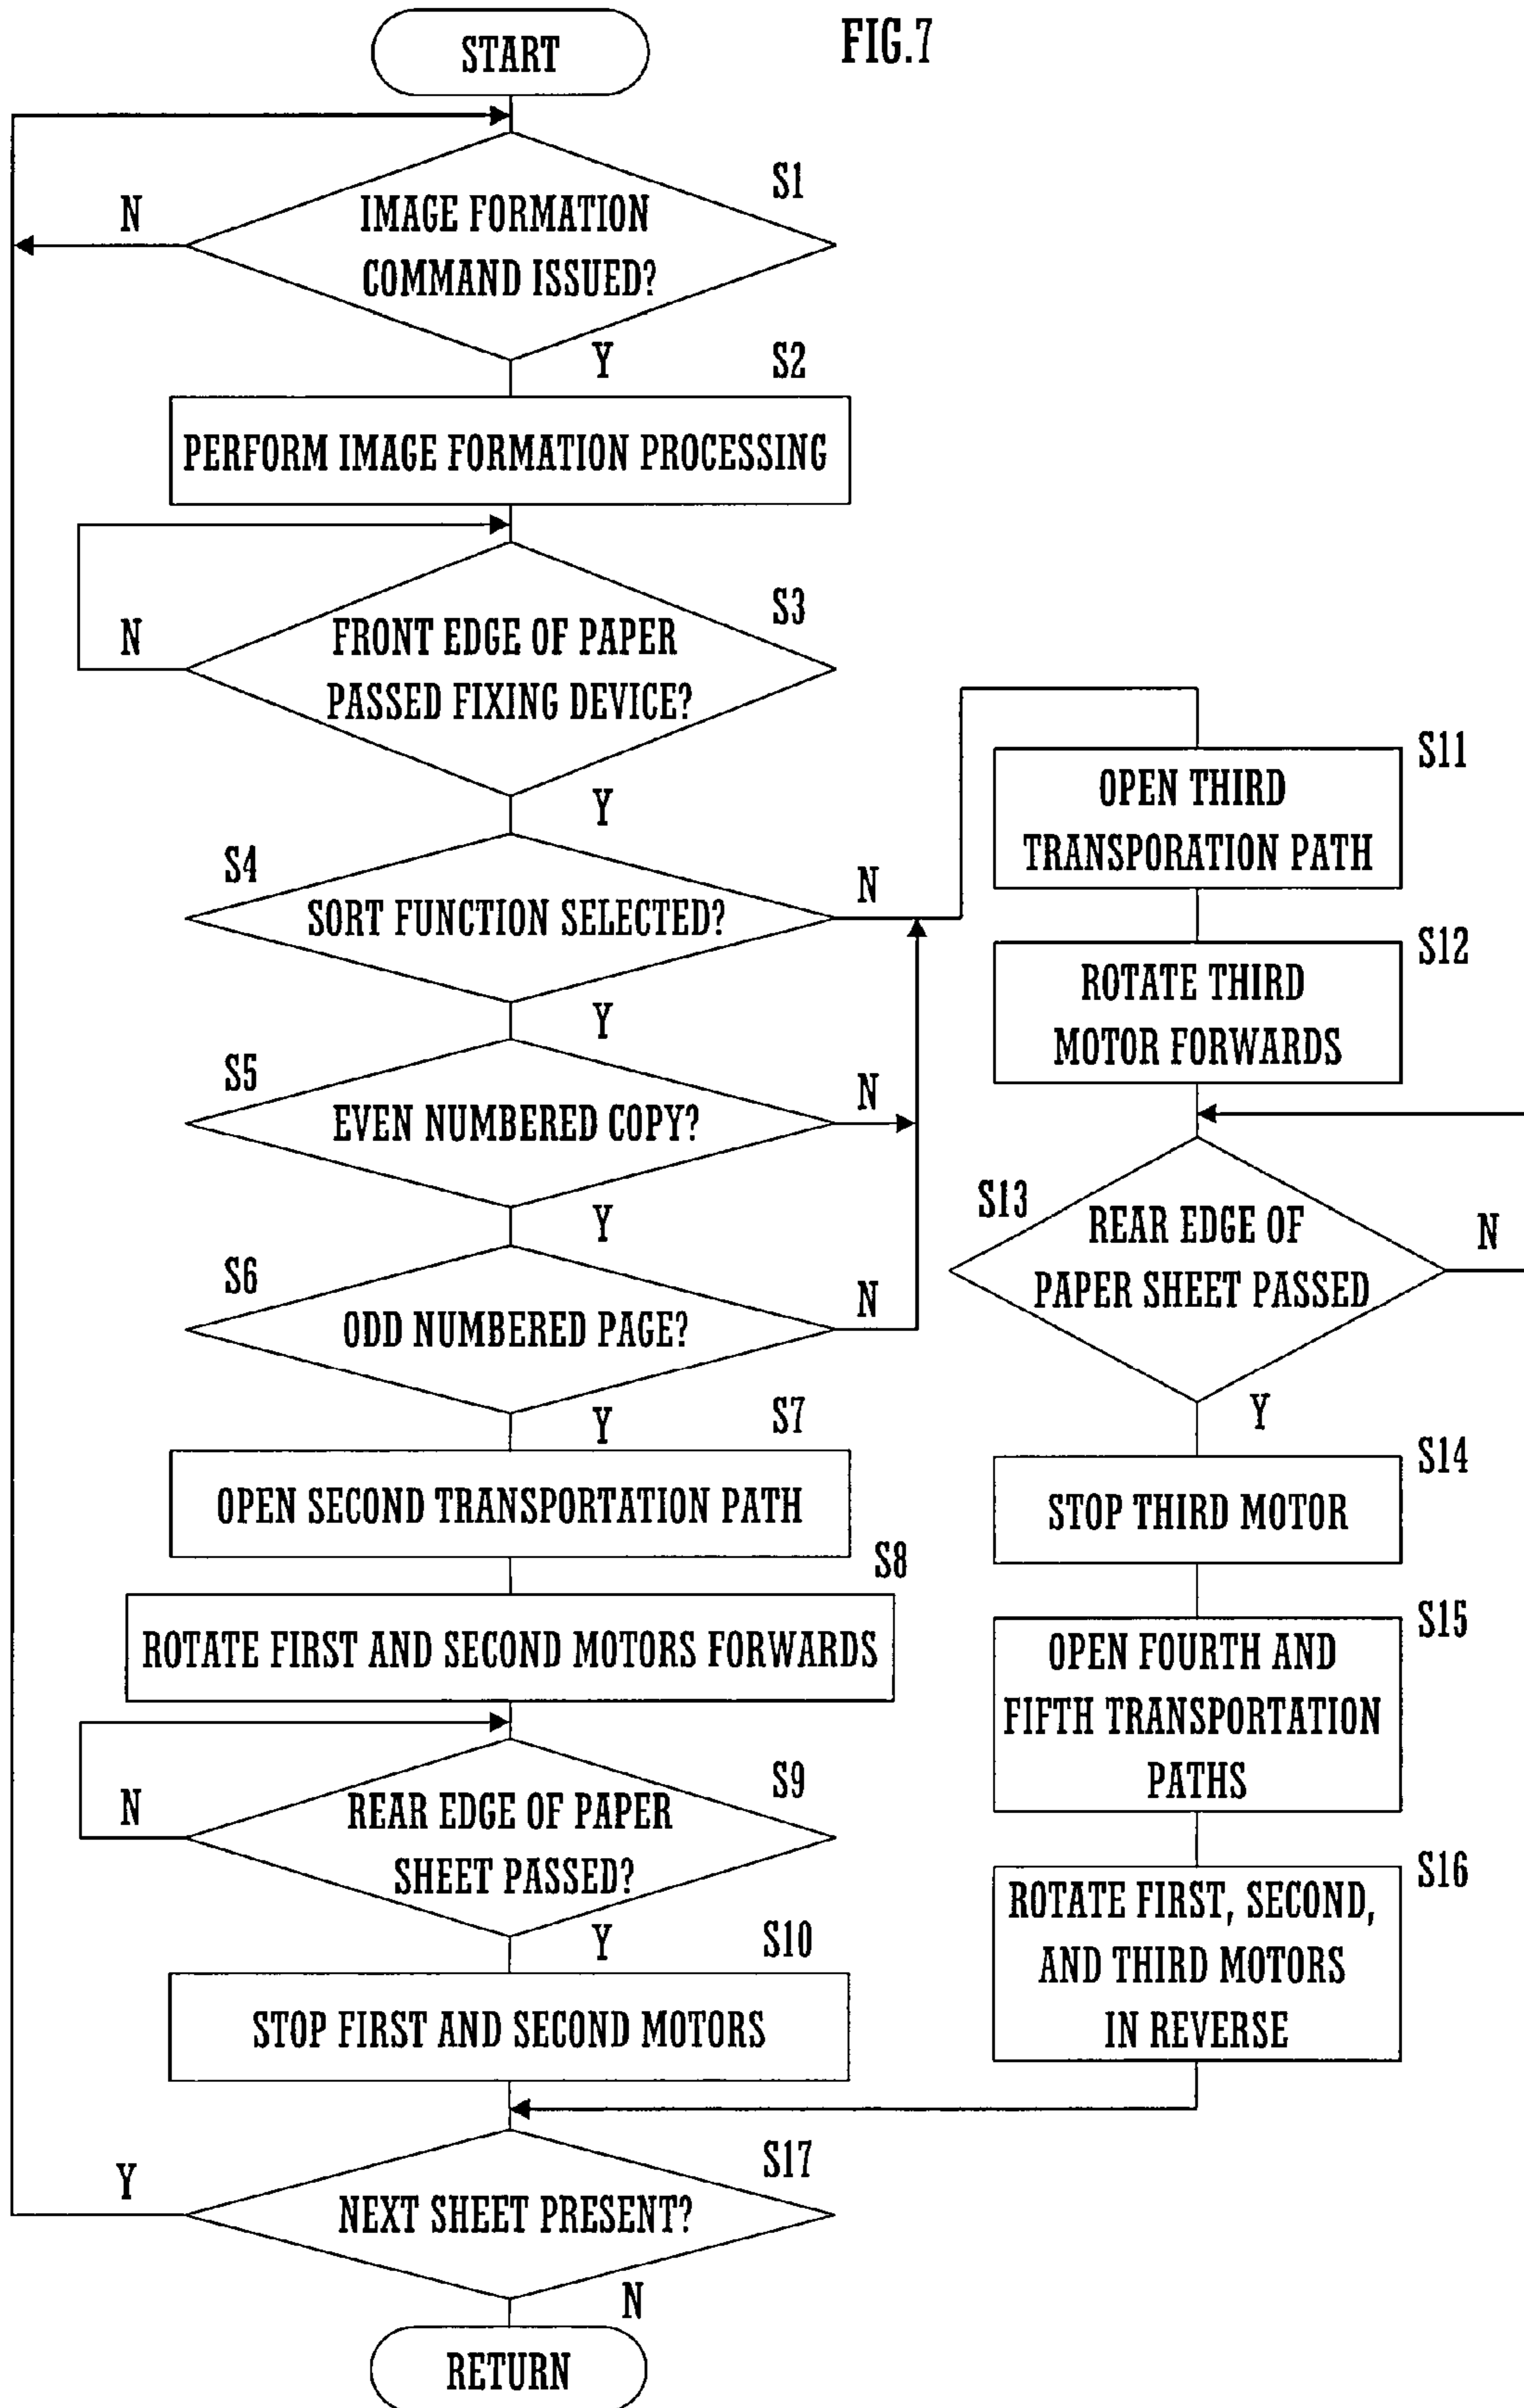 FIG.7
START
S1
IMAGE FORMATION
COMMAND ISSUED?
N
Y
S2
PERFORM IMAGE FORMATION PROCESSING
S3
FRONT EDGE OF PAPER
PASSED FIXING DEVICE?
N
Y
S4
SORT FUNCTION SELECTED?
N
Y
S5
EVEN NUMBERED COPY?
N
Y
S6
ODD NUMBERED PAGE?
N
Y
S7
OPEN SECOND TRANSPORTATION PATH
S8
ROTATE FIRST AND SECOND MOTORS FORWARDS
S9
REAR EDGE OF PAPER
SHEET PASSED?
N
Y
S10
STOP FIRST AND SECOND MOTORS
S11
OPEN THIRD
TRANSPORATION PATH
S12
ROTATE THIRD
MOTOR FORWARDS
S13
REAR EDGE OF
PAPER SHEET PASSED
N
Y
S14
STOP THIRD MOTOR
S15
OPEN FOURTH AND
FIFTH TRANSPORTATION
PATHS
S16
ROTATE FIRST, SECOND,
AND THIRD MOTORS
IN REVERSE
S17
NEXT SHEET PRESENT?
Y
N
RETURN